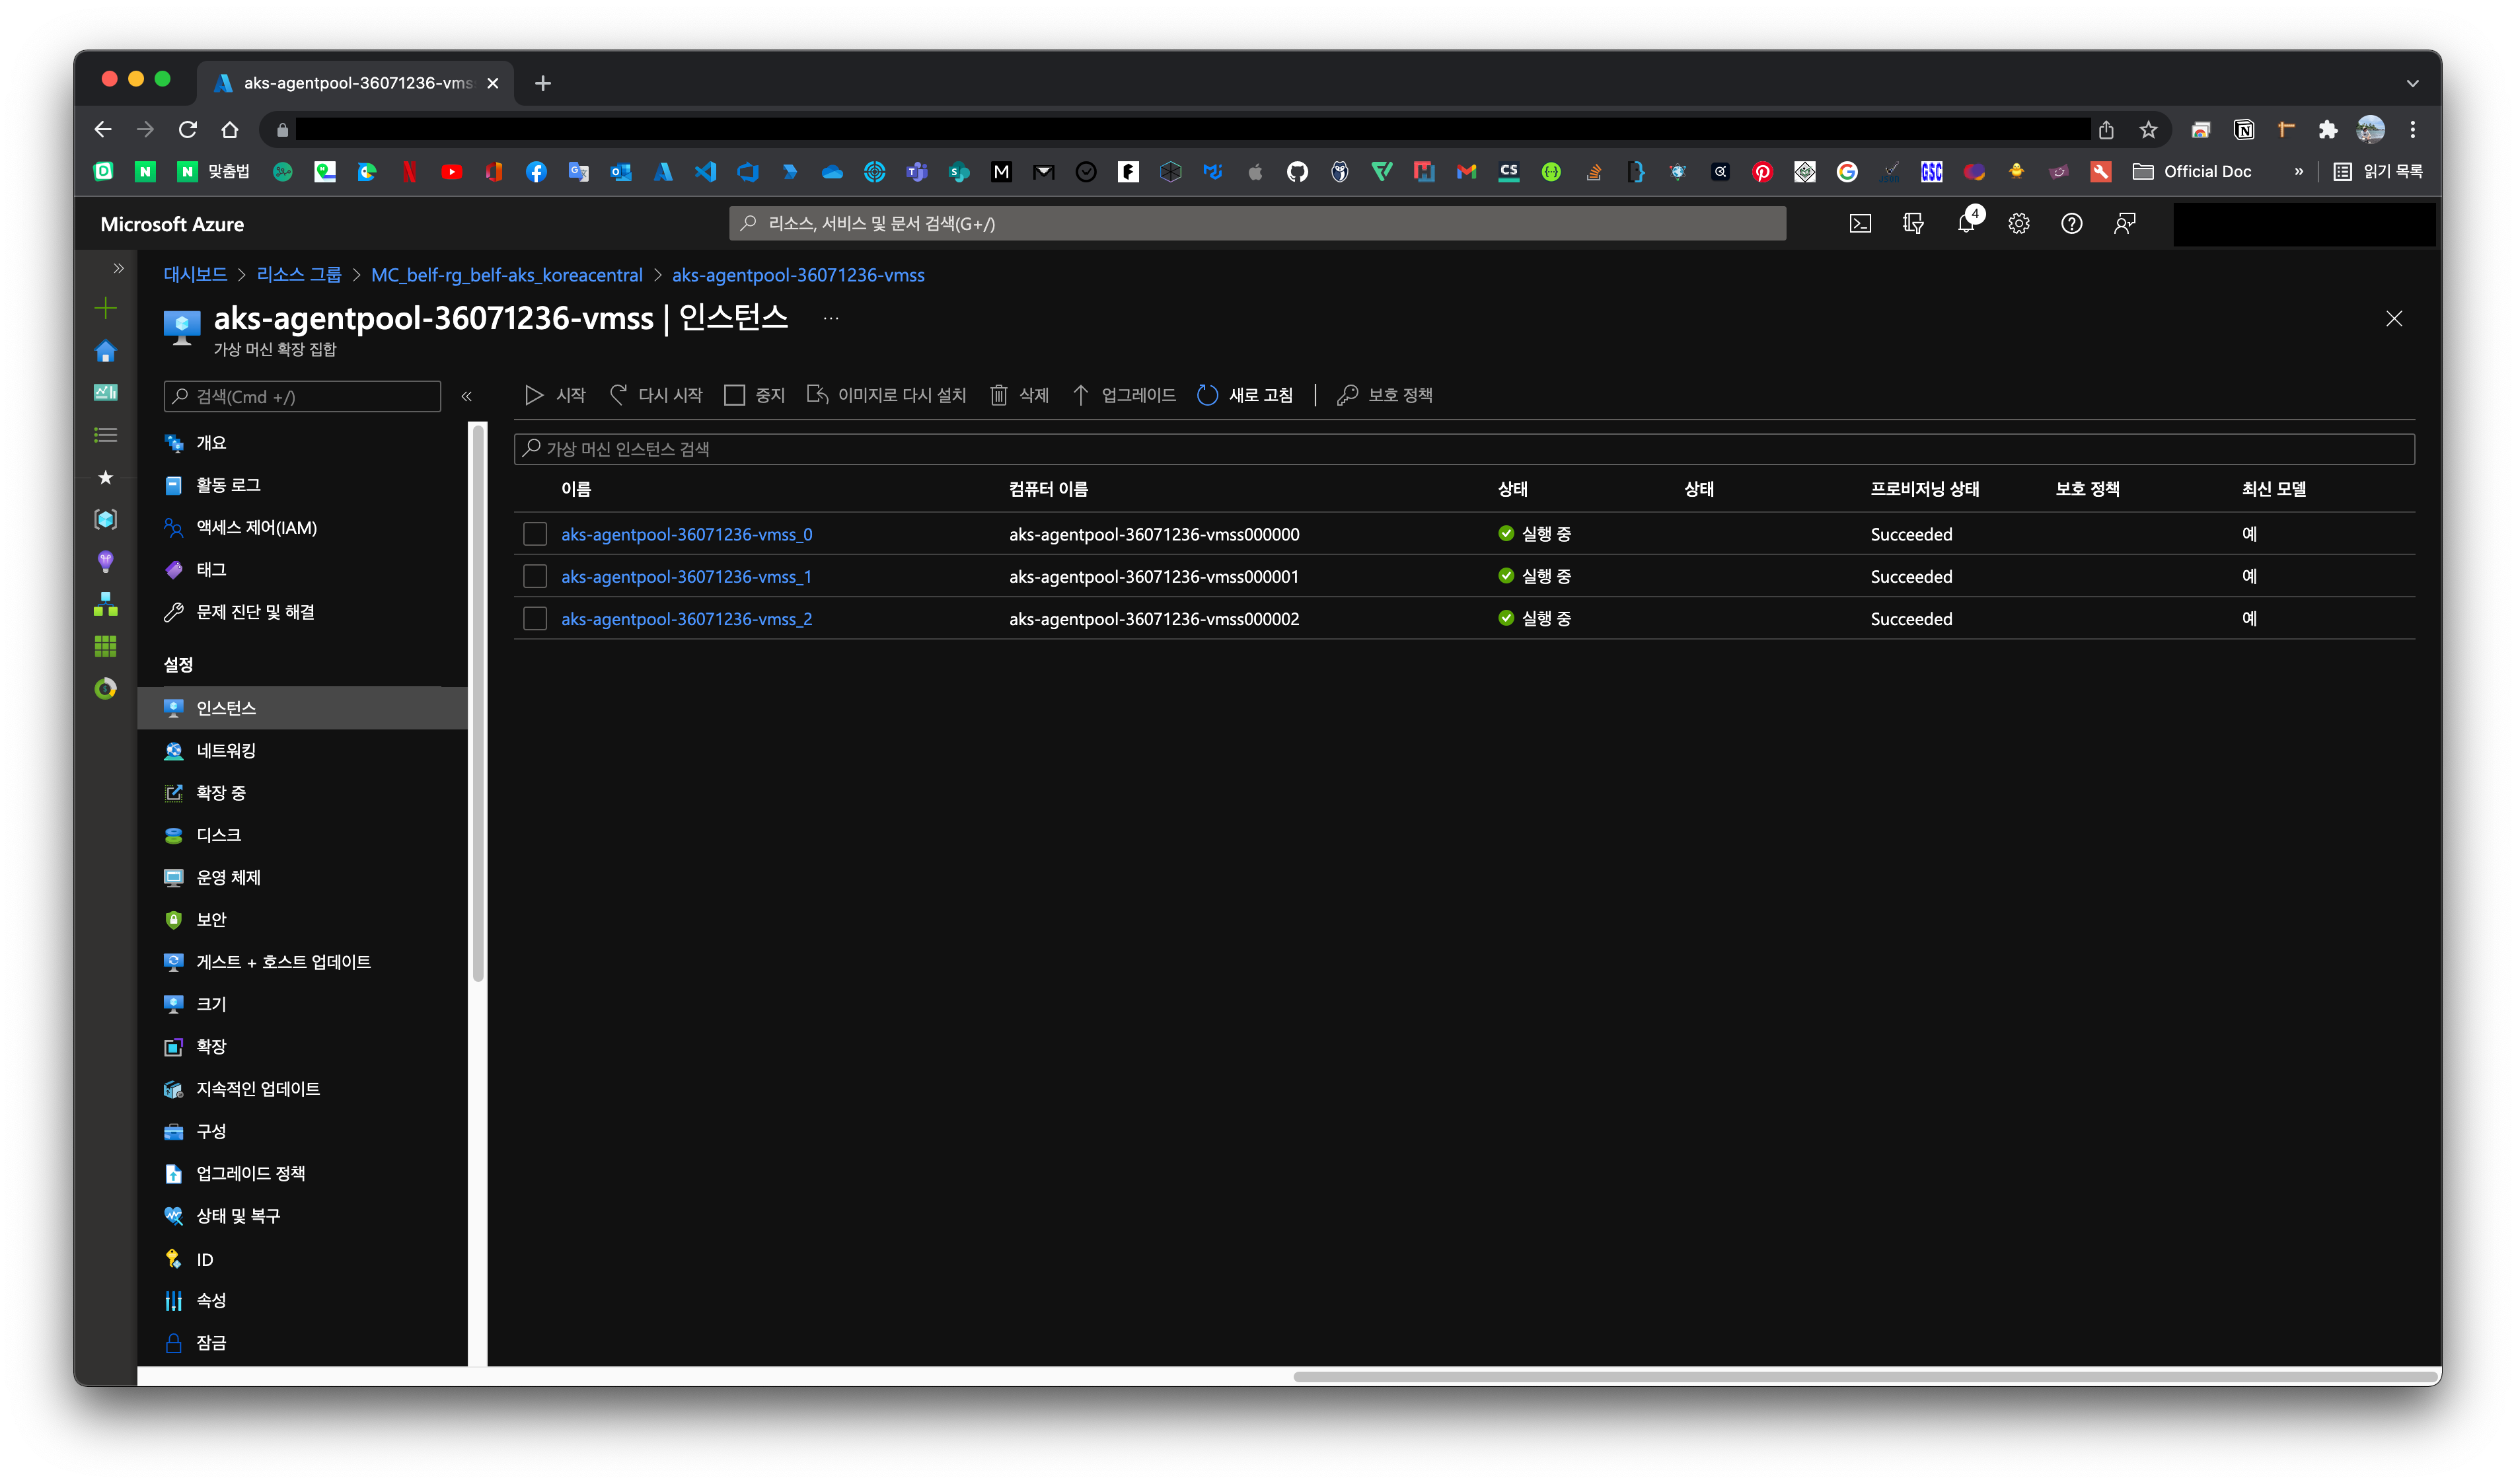 aks-agentpool-36071236-vms
맞춤법
Official Doc
»
읽기 목록
Microsoft Azure
리소스, 서비스 및 문서 검색(G+/)
4
대시보드 > 리소스 그룹 > MC_belf-rg_belf-aks_koreacentral > aks-agentpool-36071236-vmss
aks-agentpool-36071236-vmss | 인스턴스 ...
가상 머신 확장 집합
검색(Cmd +/)
시작 다시 시작 중지 이미지로 다시 설치 삭제 업그레이드 새로 고침 보호 정책
가상 머신 인스턴스 검색
이름 컴퓨터 이름 상태 상태 프로비저닝 상태 보호 정책 최신 모델
aks-agentpool-36071236-vmss_0 aks-agentpool-36071236-vmss000000 실행 중 Succeeded 예
aks-agentpool-36071236-vmss_1 aks-agentpool-36071236-vmss000001 실행 중 Succeeded 예
aks-agentpool-36071236-vmss_2 aks-agentpool-36071236-vmss000002 실행 중 Succeeded 예
개요
활동 로그
액세스 제어(IAM)
태그
문제 진단 및 해결
설정
인스턴스
네트워킹
확장 중
디스크
운영 체제
보안
게스트 + 호스트 업데이트
크기
확장
지속적인 업데이트
구성
업그레이드 정책
상태 및 복구
ID
속성
잠금